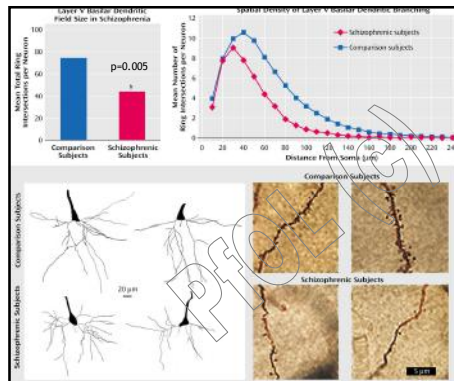 Layer V Basilar Dendritic
Field Size in Schizophrenia
Mean Total Ring
Intersections per Neuron
100
80
60
40
20
0
p=0.005
Comparison
Subjects
Schizophrenic
Subjects
Spatial Density of Layer V Basilar Dendritic Branching
Mean Number of
Ring Intersections per Neuron
12
10
8
6
4
2
0
Schizophrenic subjects
Comparison subjects
0 20 40 60 80 100 120 140 160 180 200 220 240
Distance From Soma (µm)
Comparison Subjects
Schizophrenic Subjects
20 µm
Comparison Subjects
Schizophrenic Subjects
5 µm